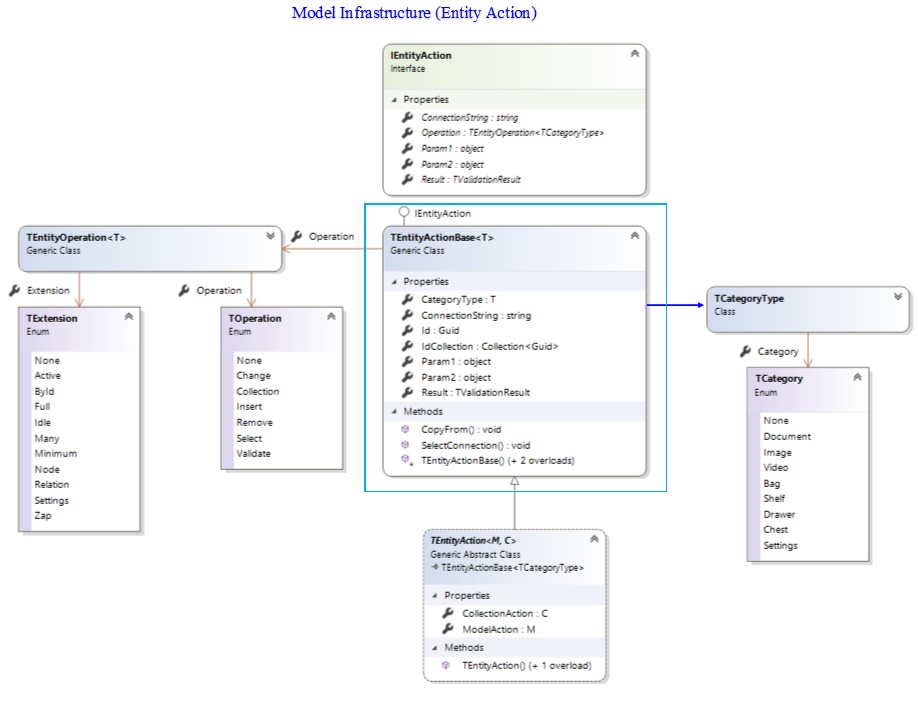 Model Infrastructure (Entity Action)
IEntityAction
Interface
Properties
ConnectionString : string
Operation : TEntityOperation<TCategoryType>
Param1 : object
Param2 : object
Result : TValidationResult
IEntityAction
TEntityOperation<T>
Generic Class
Operation
TEntityActionBase<T>
Generic Class
Properties
CategoryType : T
ConnectionString : string
Id : Guid
IdCollection : Collection<Guid>
Param1 : object
Param2 : object
Result : TValidationResult
Methods
CopyFrom() : void
SelectConnection() : void
TEntityActionBase() (+ 2 overloads)
Extension
Operation
TExtension
Enum
None
Active
ById
Full
Idle
Many
Minimum
Node
Relation
Settings
Zap
TOperation
Enum
None
Change
Collection
Insert
Remove
Select
Validate
TCategoryType
Class
Category
TCategory
Enum
None
Document
Image
Video
Bag
Shelf
Drawer
Chest
Settings
TEntityAction<M, C>
Generic Abstract Class
TEntityActionBase<TCategoryType>
Properties
CollectionAction : C
ModelAction : M
Methods
TEntityAction() (+ 1 overload)